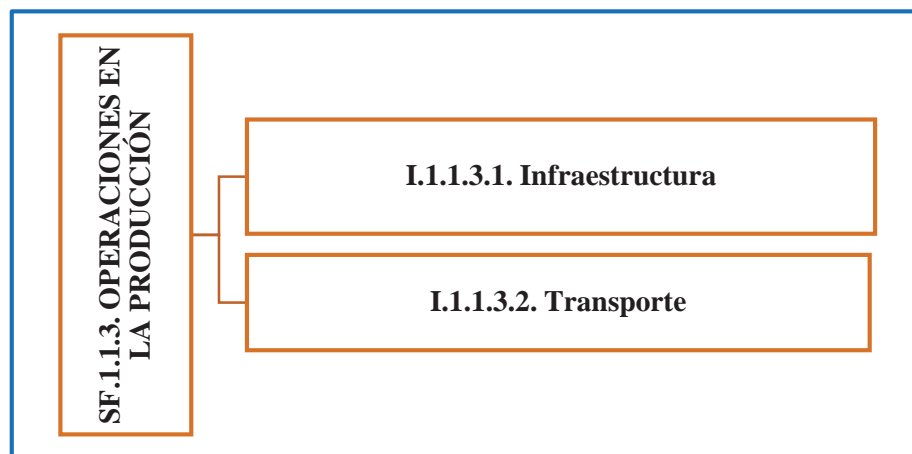 SF.1.1.3. OPERACIONES EN
LA PRODUCCIÓN
I.1.1.3.1. Infraestructura
I.1.1.3.2. Transporte